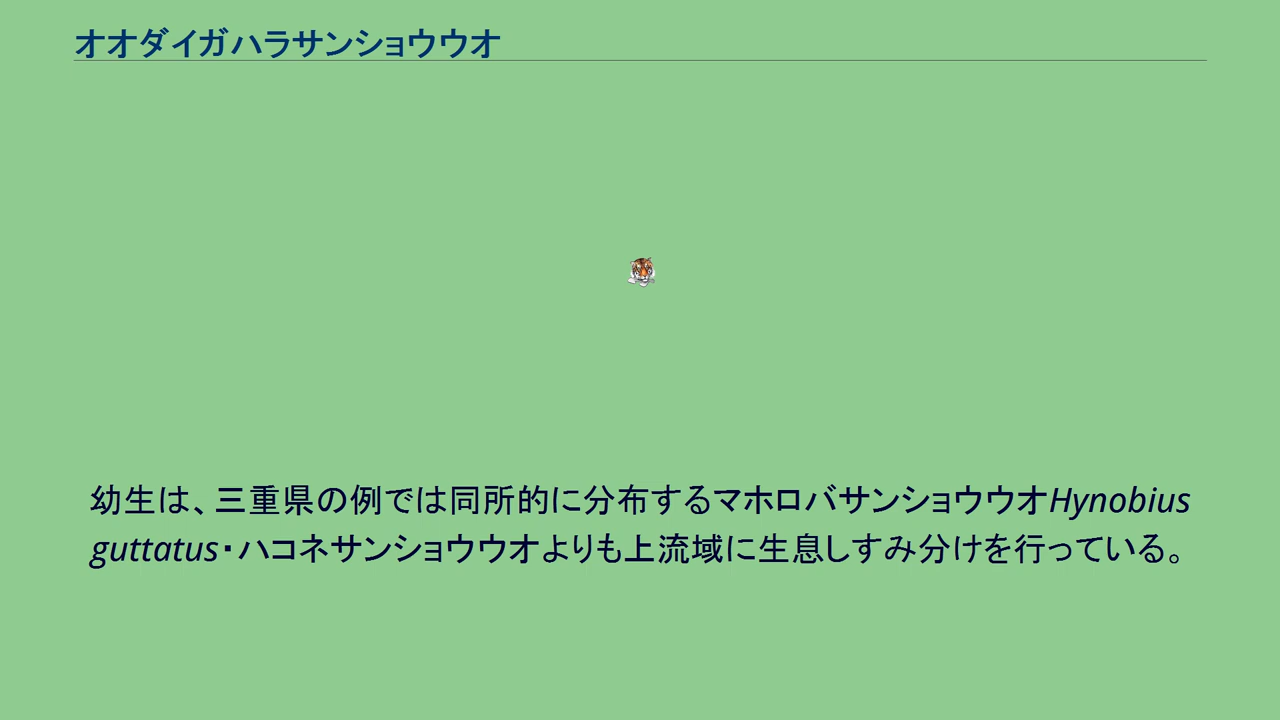 オオダイガハラサンショウウオ
幼生は、三重県の例では同所的に分布するマホロバサンショウウオHynobius
guttatus・ハコネサンショウウオよりも上流域に生息しすみ分けを行っている。